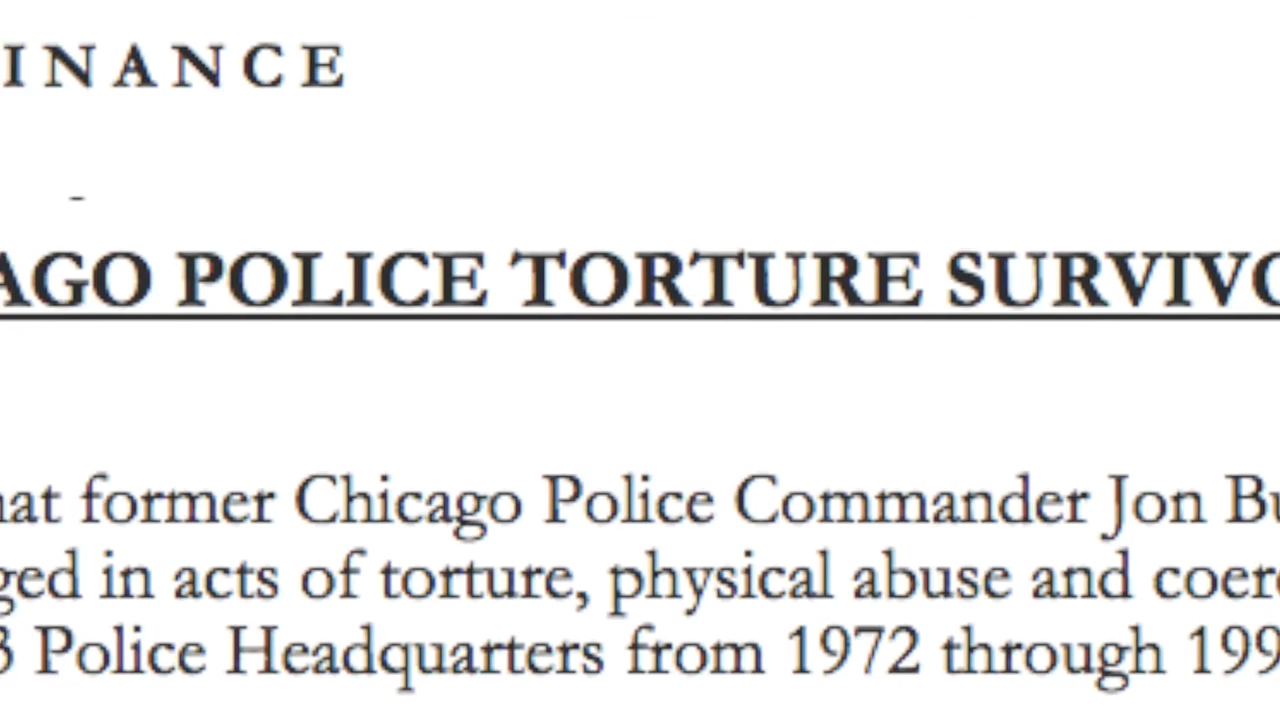 INANCE
-
AGO POLICE TORTURE SURVIVO
hat former Chicago Police Commander Jon Bu
ged in acts of torture, physical abuse and coer
3 Police Headquarters from 1972 through 199